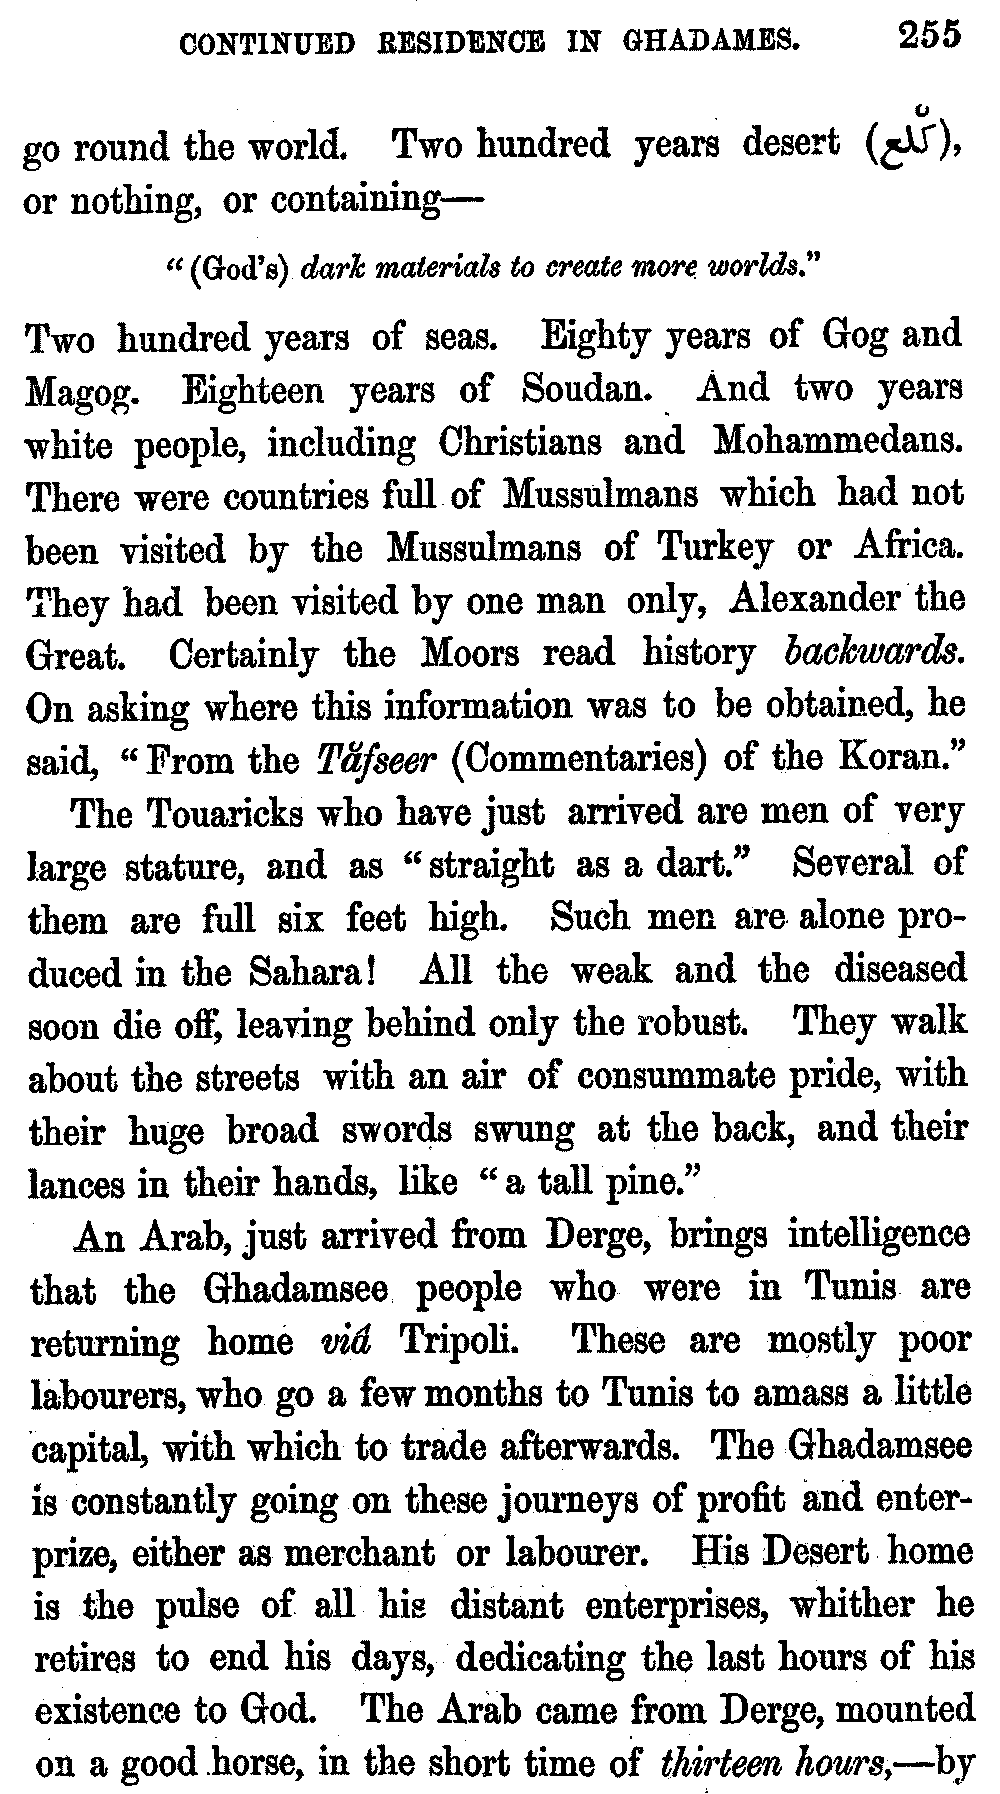 CONTINUED RESIDENCE IN GHADAMES. 255
go round the world. Two hundred years desert (),
or nothing, or containing—
“(God's) dark materials to create more worlds.”
Two hundred years of seas. Eighty years of Gog and
Magog. Eighteen years of Soudan. And two years
white people, including Christians and Mohammedans.
There were countries full of Mussulmans which had not
been visited by the Mussulmans of Turkey or Africa.
They had been visited by one man only, Alexander the
Great. Certainly the Moors read history backwards.
On asking where this information was to be obtained, he
said, “From the Tăfseer (Commentaries) of the Koran.”
The Touaricks who have just arrived are men of very
large stature, and as “straight as a dart.” Several of
them are full six feet high. Such men are alone pro-
duced in the Sahara! All the weak and the diseased
soon die off, leaving behind only the robust. They walk
about the streets with an air of consummate pride, with
their huge broad swords swung at the back, and their
lances in their hands, like “a tall pine.”
An Arab, just arrived from Derge, brings intelligence
that the Ghadamsee people who were in Tunis are
returning home viâ Tripoli. These are mostly poor
labourers, who go a few months to Tunis to amass a little
capital, with which to trade afterwards. The Ghadamsee
is constantly going on these journeys of profit and enter-
prize, either as merchant or labourer. His Desert home
is the pulse of all his distant enterprises, whither he
retires to end his days, dedicating the last hours of his
existence to God. The Arab came from Derge, mounted
on a good horse, in the short time of thirteen hours,—by